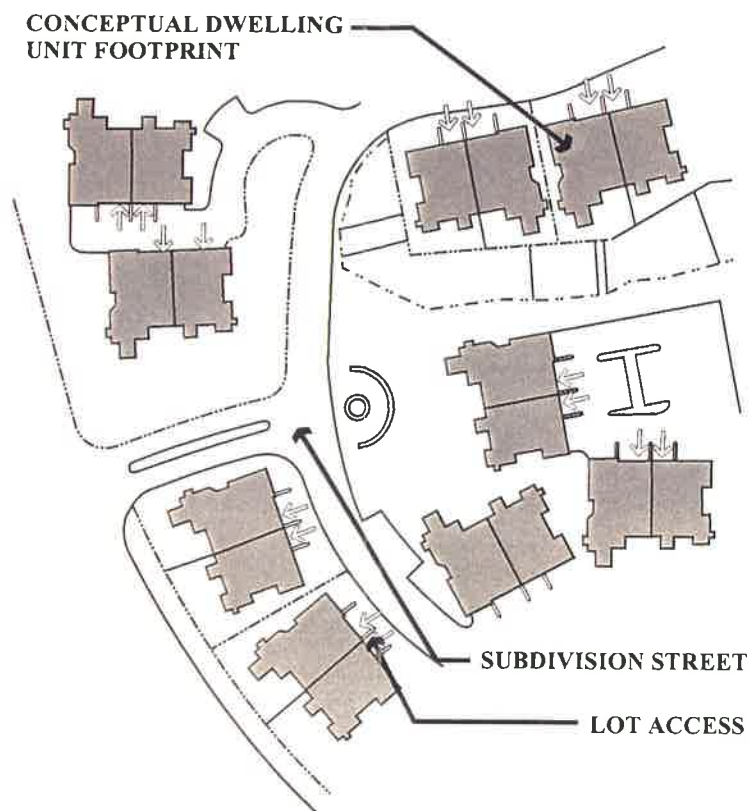 CONCEPTUAL DWELLING
UNIT FOOTPRINT
SUBDIVISION STREET
LOT ACCESS